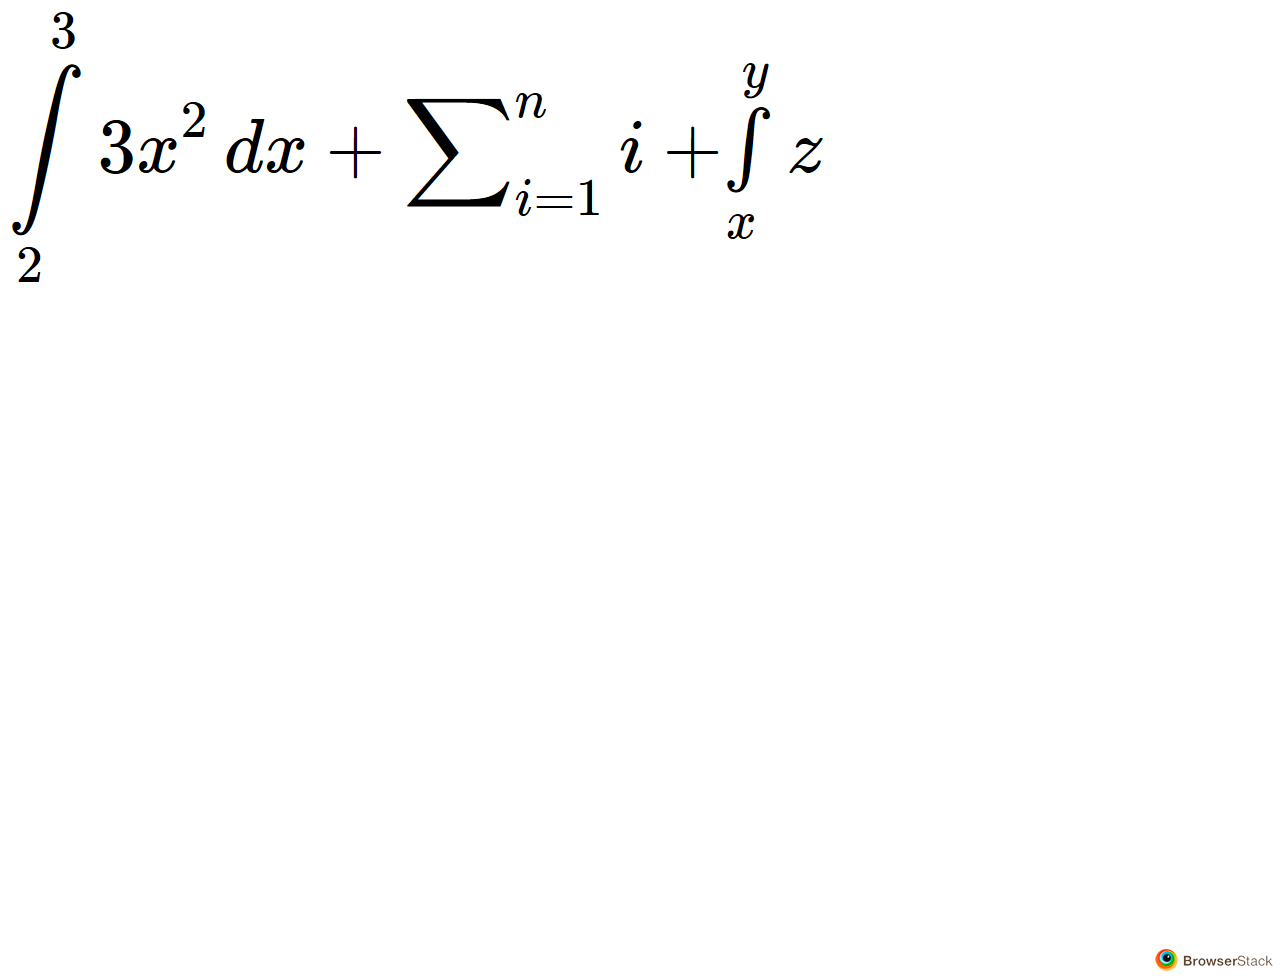 ∫₂³ 3x² dx + ∑ᵢ₌₁ⁿ i + ∫ₓʸ z
BrowserStack